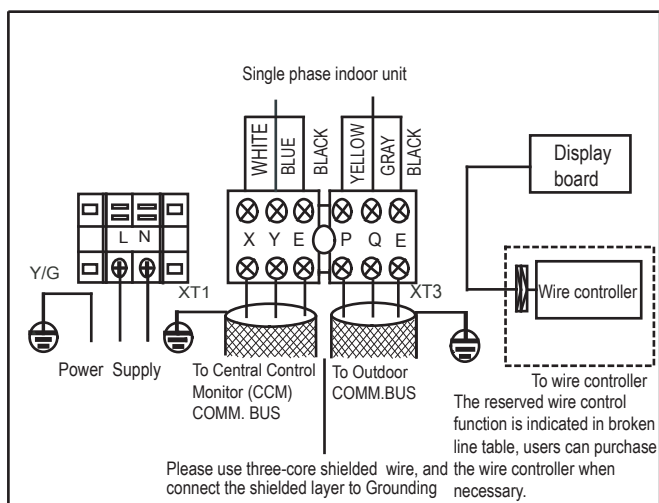 Single phase indoor unit
WHITE
BLUE
BLACK
YELLOW
GRAY
BLACK
Display
board
L N
X Y E P Q E
Y/G
XT1
XT3
Wire controller
Power Supply
To Central Control
Monitor (CCM)
COMM. BUS
To Outdoor
COMM.BUS
To wire controller
The reserved wire control
function is indicated in broken
line table, users can purchase
the wire controller when
necessary.
Please use three-core shielded wire, and
connect the shielded layer to Grounding